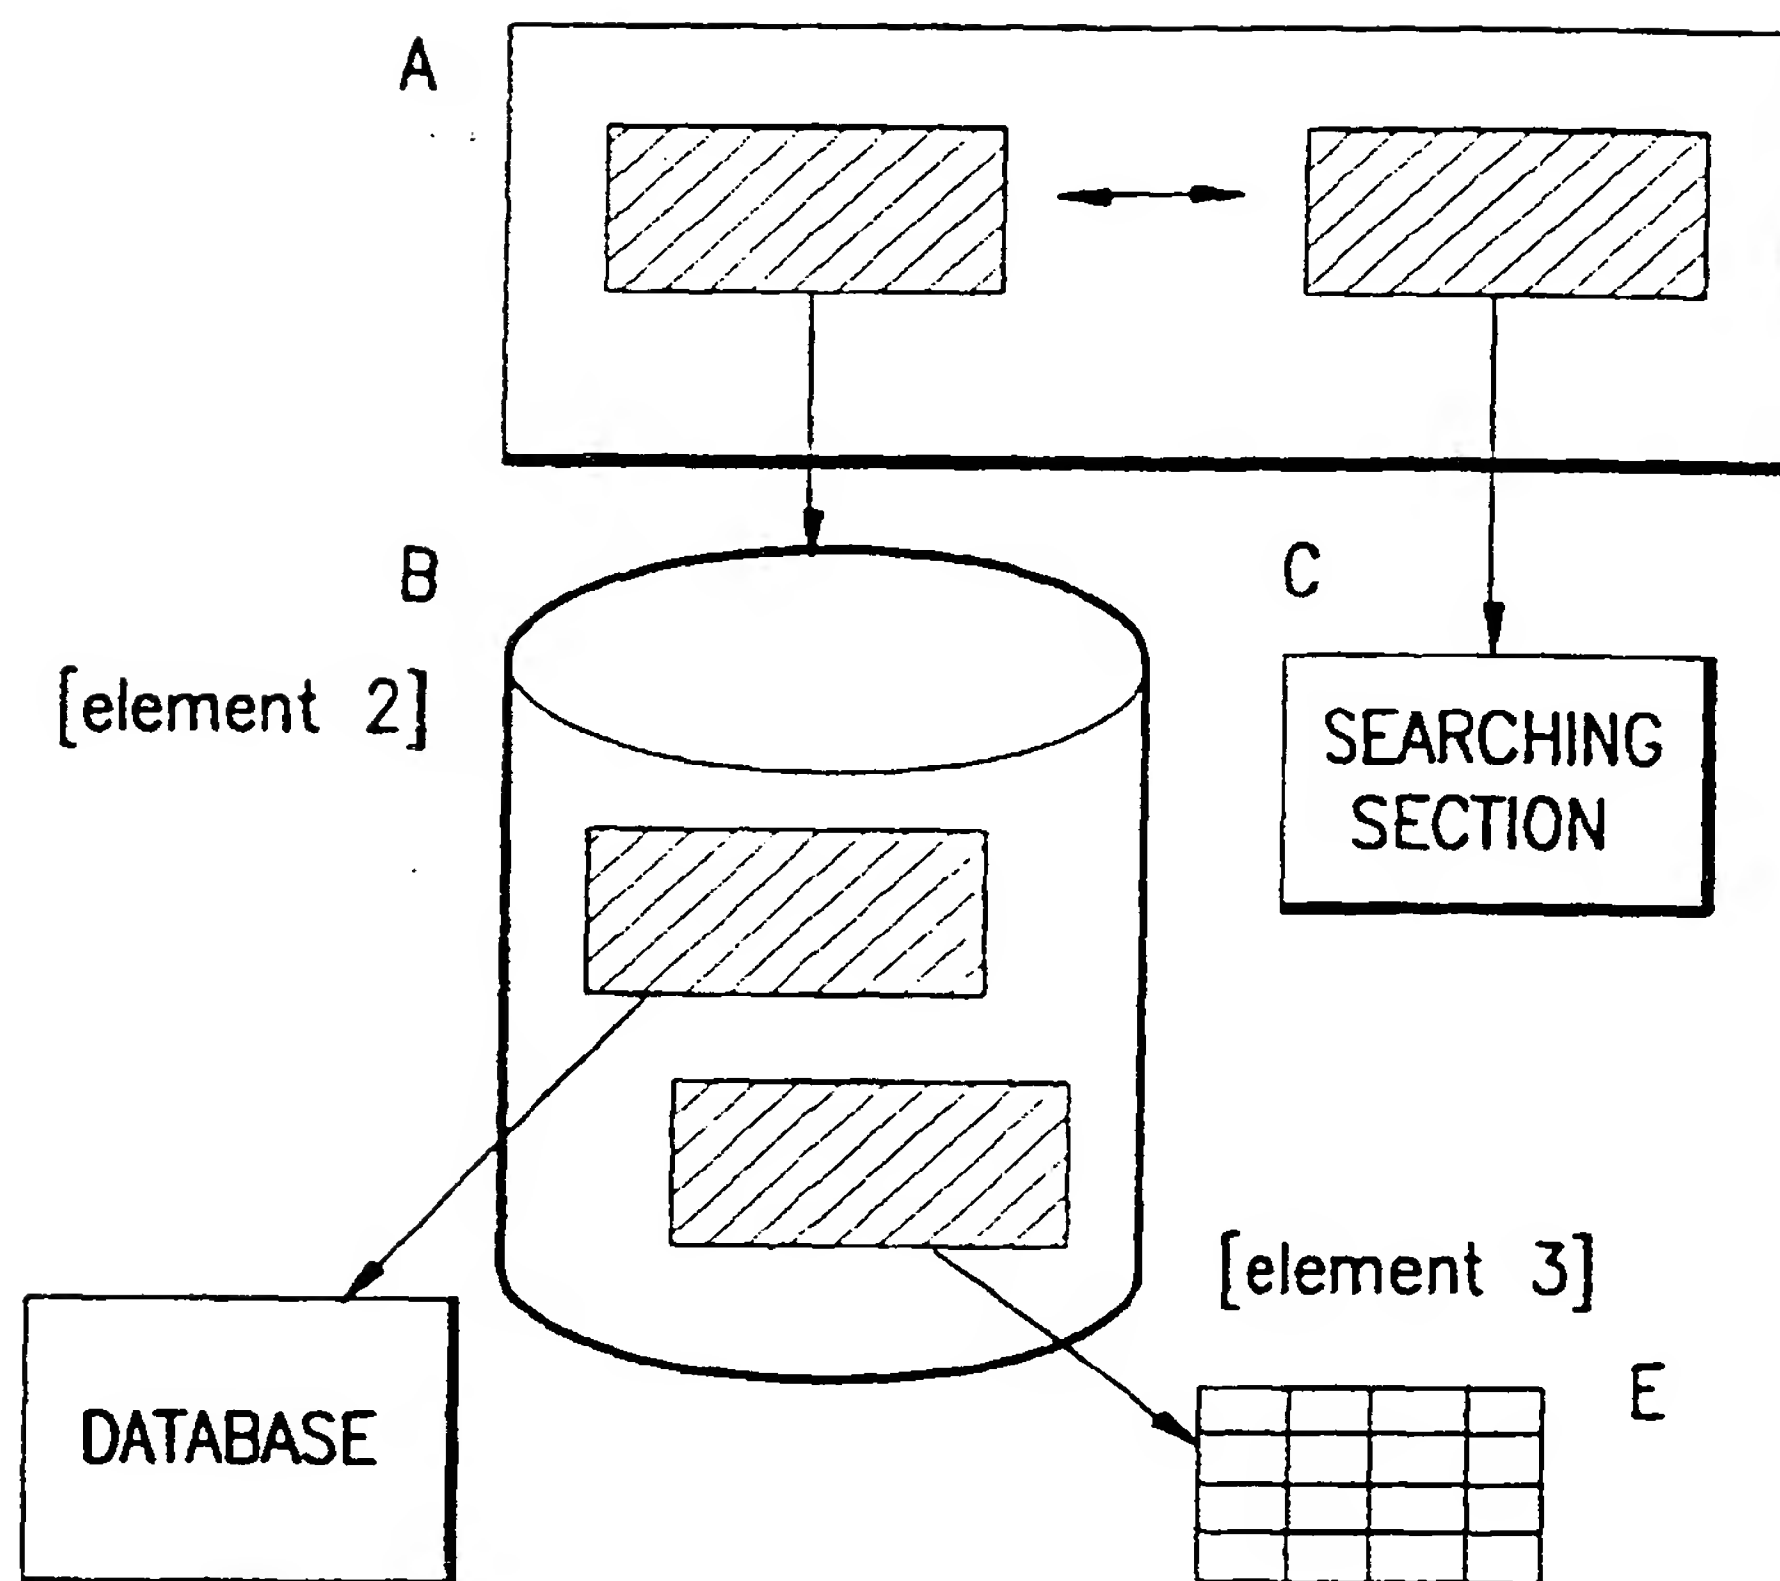 A
B
C
[element 2]
SEARCHING
SECTION
[element 3]
E
DATABASE